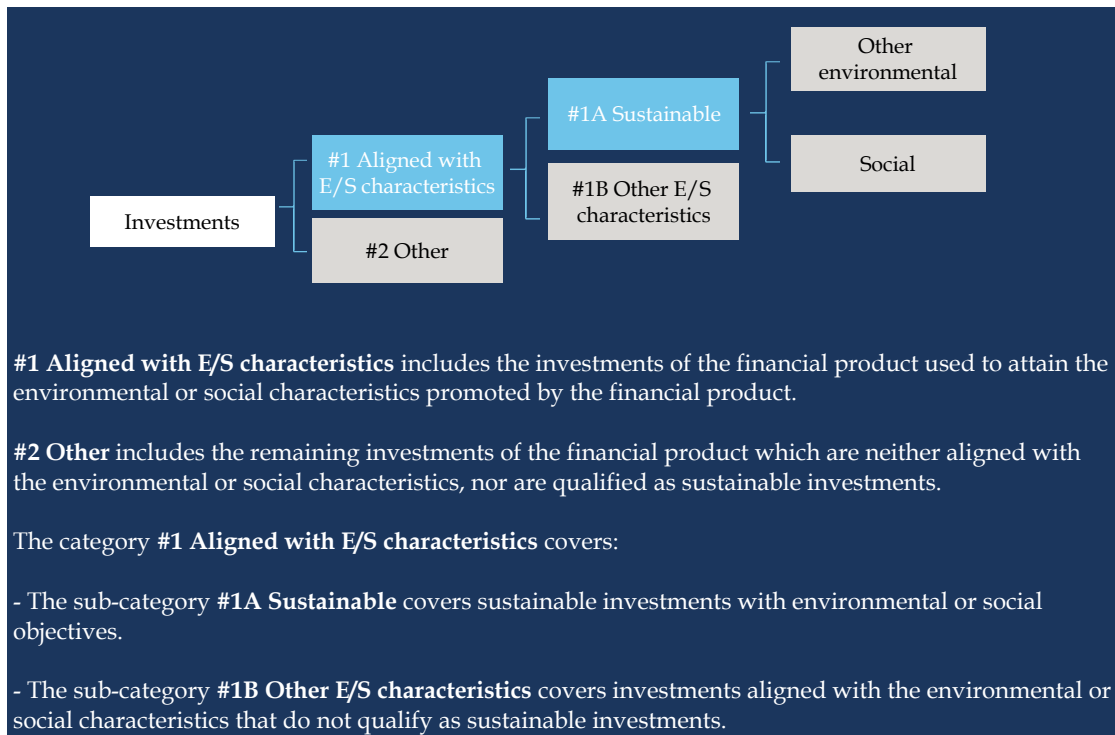 Other
environmental
#1A Sustainable
#1 Aligned with
E/S characteristics
Social
#1B Other E/S
characteristics
Investments
#2 Other
#1 Aligned with E/S characteristics includes the investments of the financial product used to attain the
environmental or social characteristics promoted by the financial product.
#2 Other includes the remaining investments of the financial product which are neither aligned with
the environmental or social characteristics, nor are qualified as sustainable investments.
The category #1 Aligned with E/S characteristics covers:
- The sub-category #1A Sustainable covers sustainable investments with environmental or social
objectives.
- The sub-category #1B Other E/S characteristics covers investments aligned with the environmental or
social characteristics that do not qualify as sustainable investments.